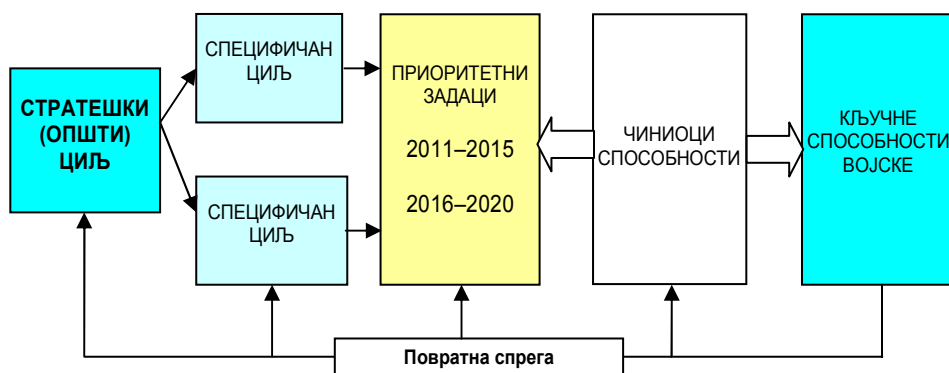 СТРАТЕШКИ
(ОПШТИ)
ЦИЉ
СПЕЦИФИЧАН
ЦИЉ
СПЕЦИФИЧАН
ЦИЉ
ПРИОРИТЕТНИ
ЗАДАЦИ
2011–2015
2016–2020
ЧИНИОЦИ
СПОСОБНОСТИ
КЉУЧНЕ
СПОСОБНОСТИ
ВОЈСКЕ
Повратна спрега